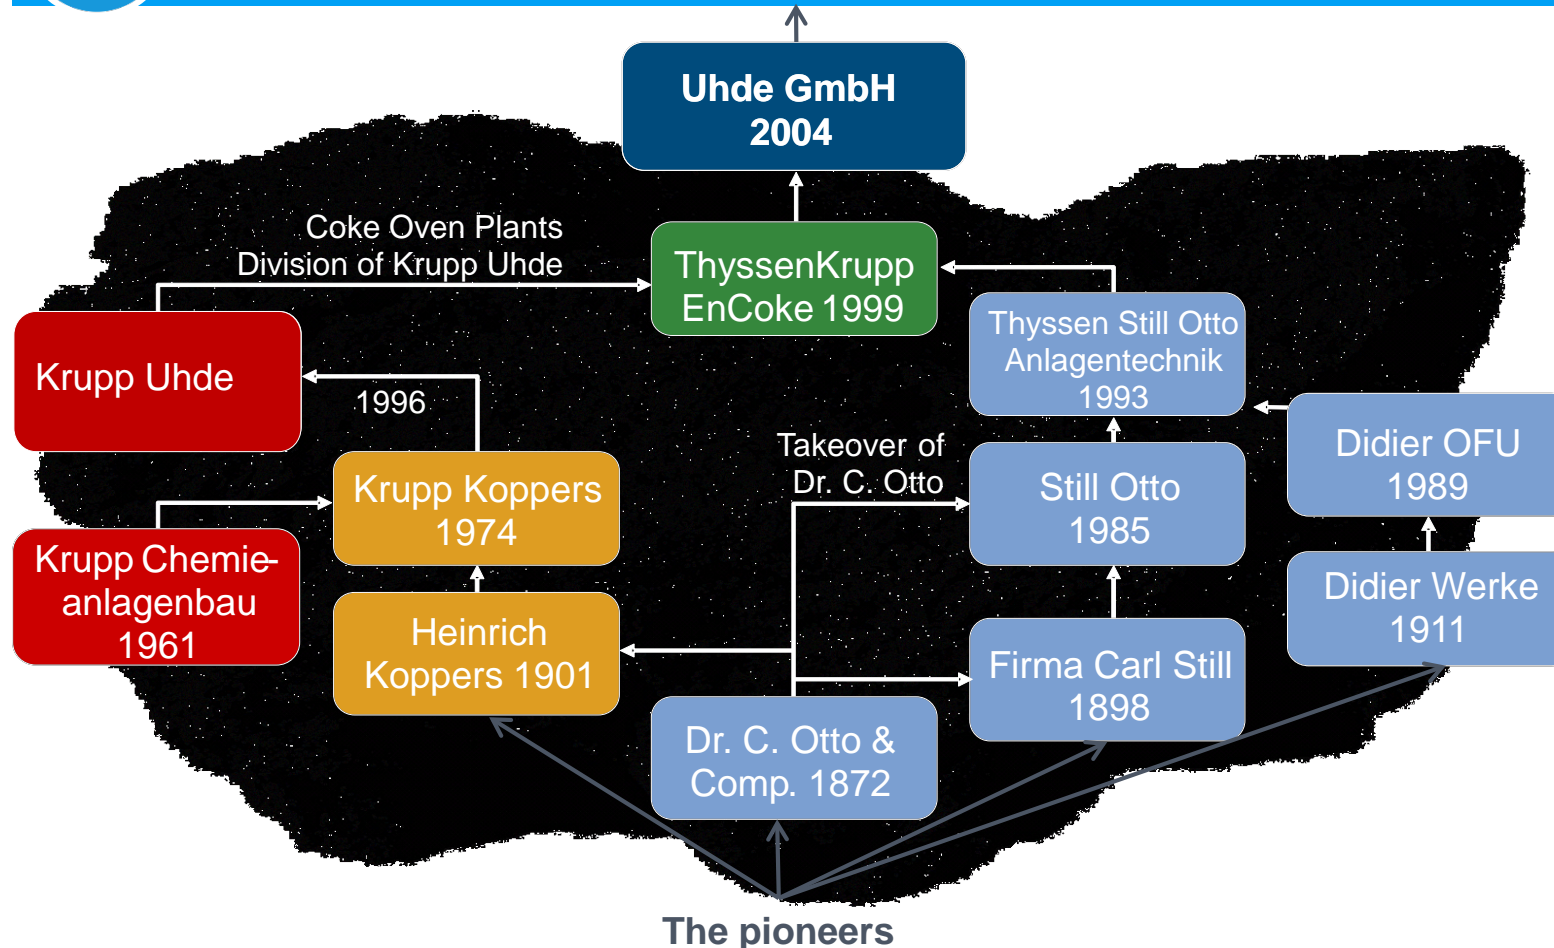 Uhde GmbH
2004
Coke Oven Plants
Division of Krupp Uhde
ThyssenKrupp
EnCoke 1999
Thyssen Still Otto
Anlagentechnik
1993
Krupp Uhde
1996
Takeover of
Dr. C. Otto
Didier OFU
1989
Krupp Koppers
1974
Still Otto
1985
Krupp Chemie-
anlagenbau
1961
Didier Werke
1911
Heinrich
Koppers 1901
Firma Carl Still
1898
Dr. C. Otto &
Comp. 1872
The pioneers